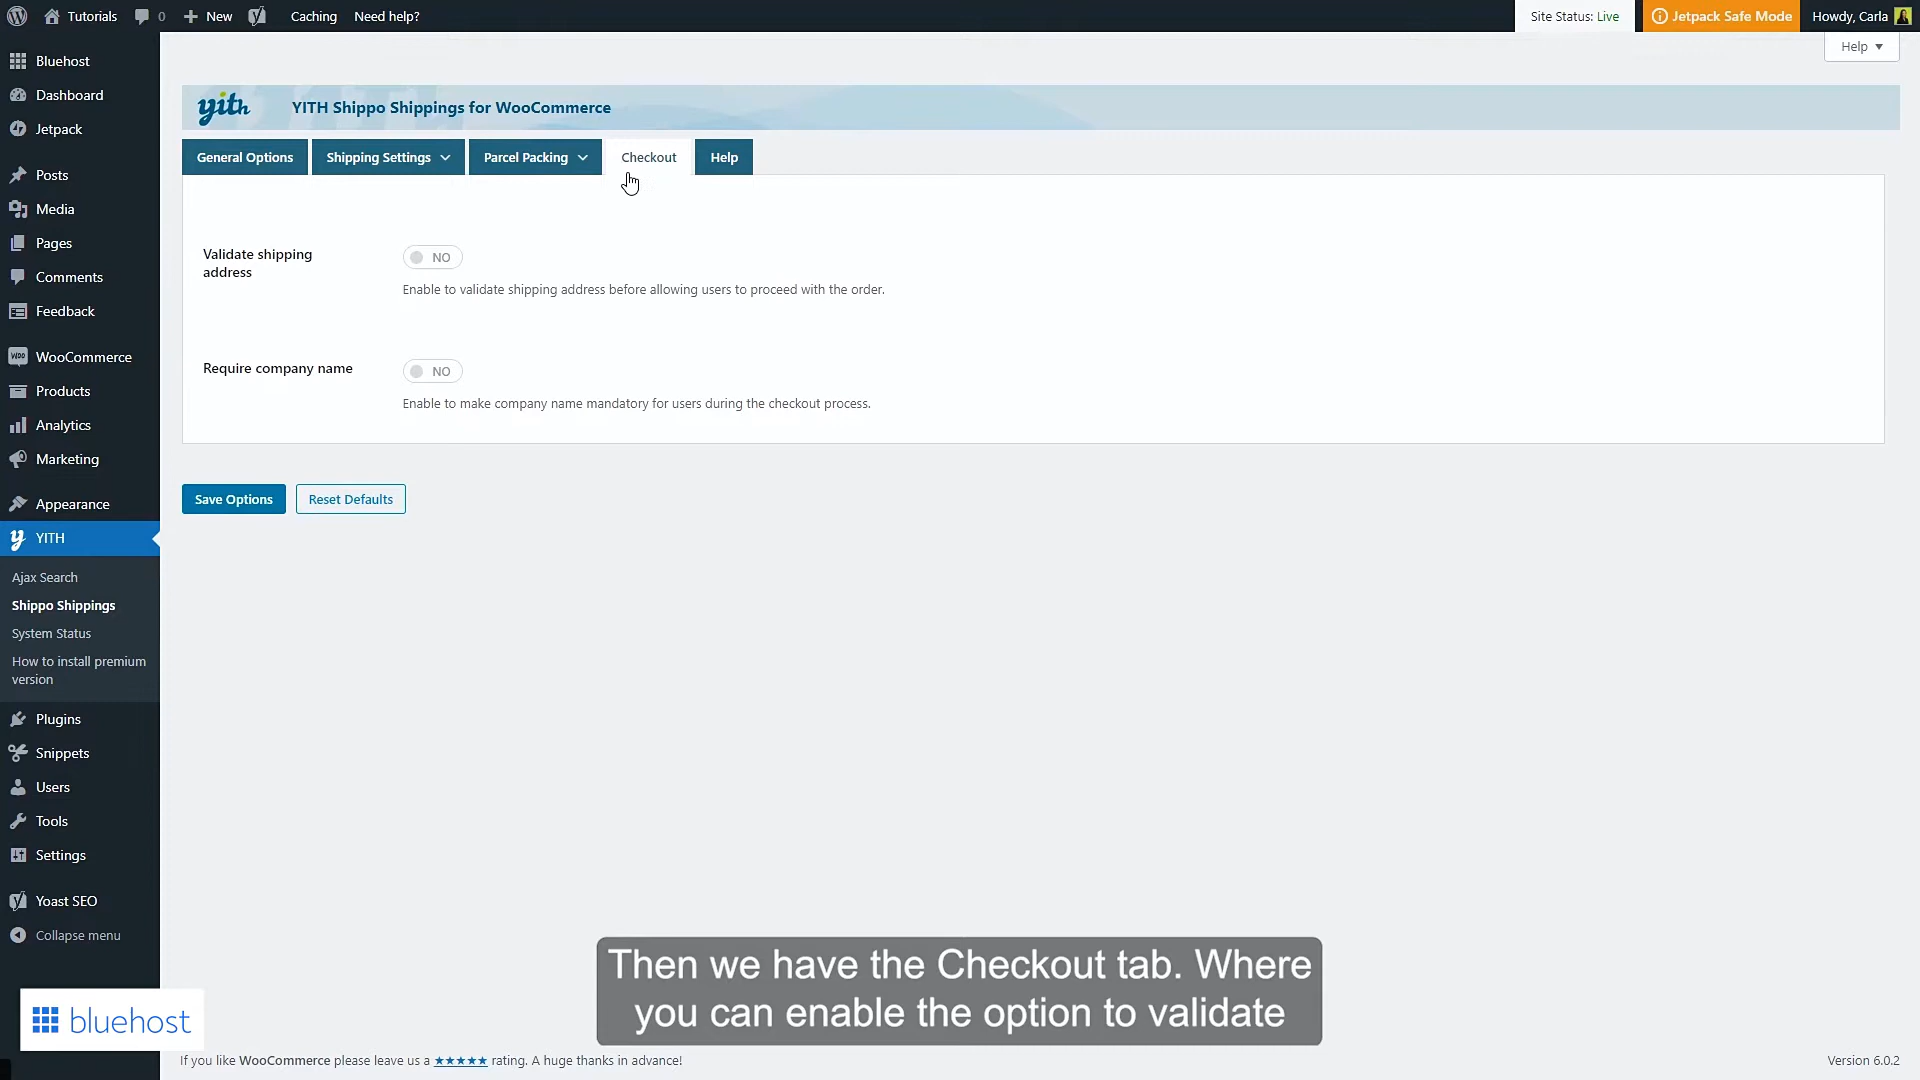 Tutorials 0 New Caching Need help? Site Status: Live Jetpack Safe Mode Howdy, Carla
Help
Bluehost
Dashboard
Jetpack
Posts
Media
Pages
Comments
Feedback
WooCommerce
Products
Analytics
Marketing
Appearance
YITH
Ajax Search
Shippo Shippings
System Status
How to install premium
version
Plugins
Snippets
Users
Tools
Settings
Yoast SEO
Collapse menu
yith YITH Shippo Shippings for WooCommerce
General Options Shipping Settings Parcel Packing Checkout Help
Validate shipping
address
NO
Enable to validate shipping address before allowing users to proceed with the order.
Require company name
NO
Enable to make company name mandatory for users during the checkout process.
Save Options Reset Defaults
Then we have the Checkout tab. Where
you can enable the option to validate
bluehost
If you like WooCommerce please leave us a ★★★★★ rating. A huge thanks in advance! Version 6.0.2